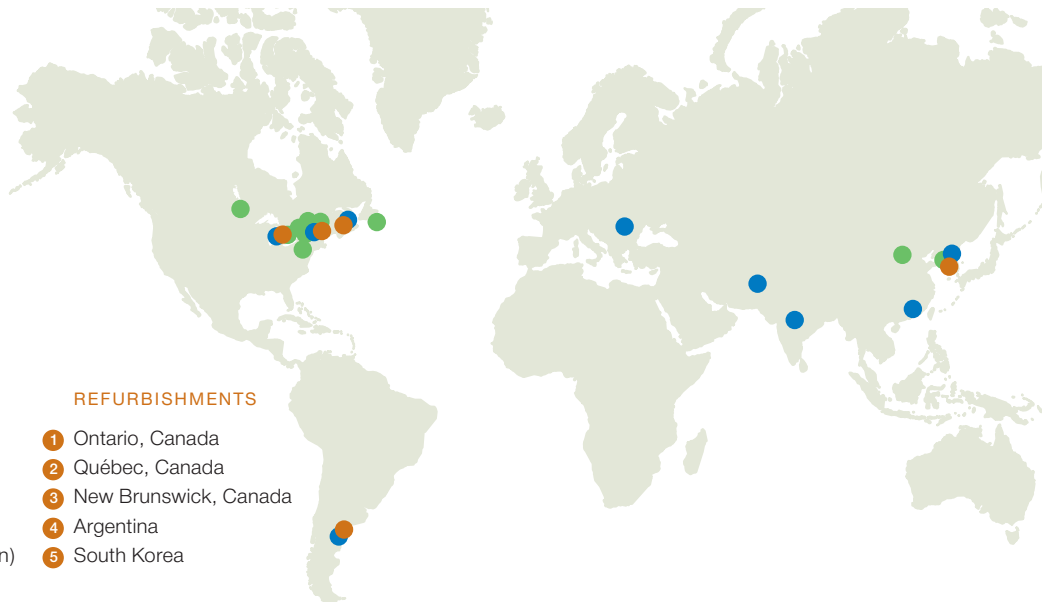 REFURBISHMENTS
1 Ontario, Canada
2 Québec, Canada
3 New Brunswick, Canada
4 Argentina
n) 5 South Korea